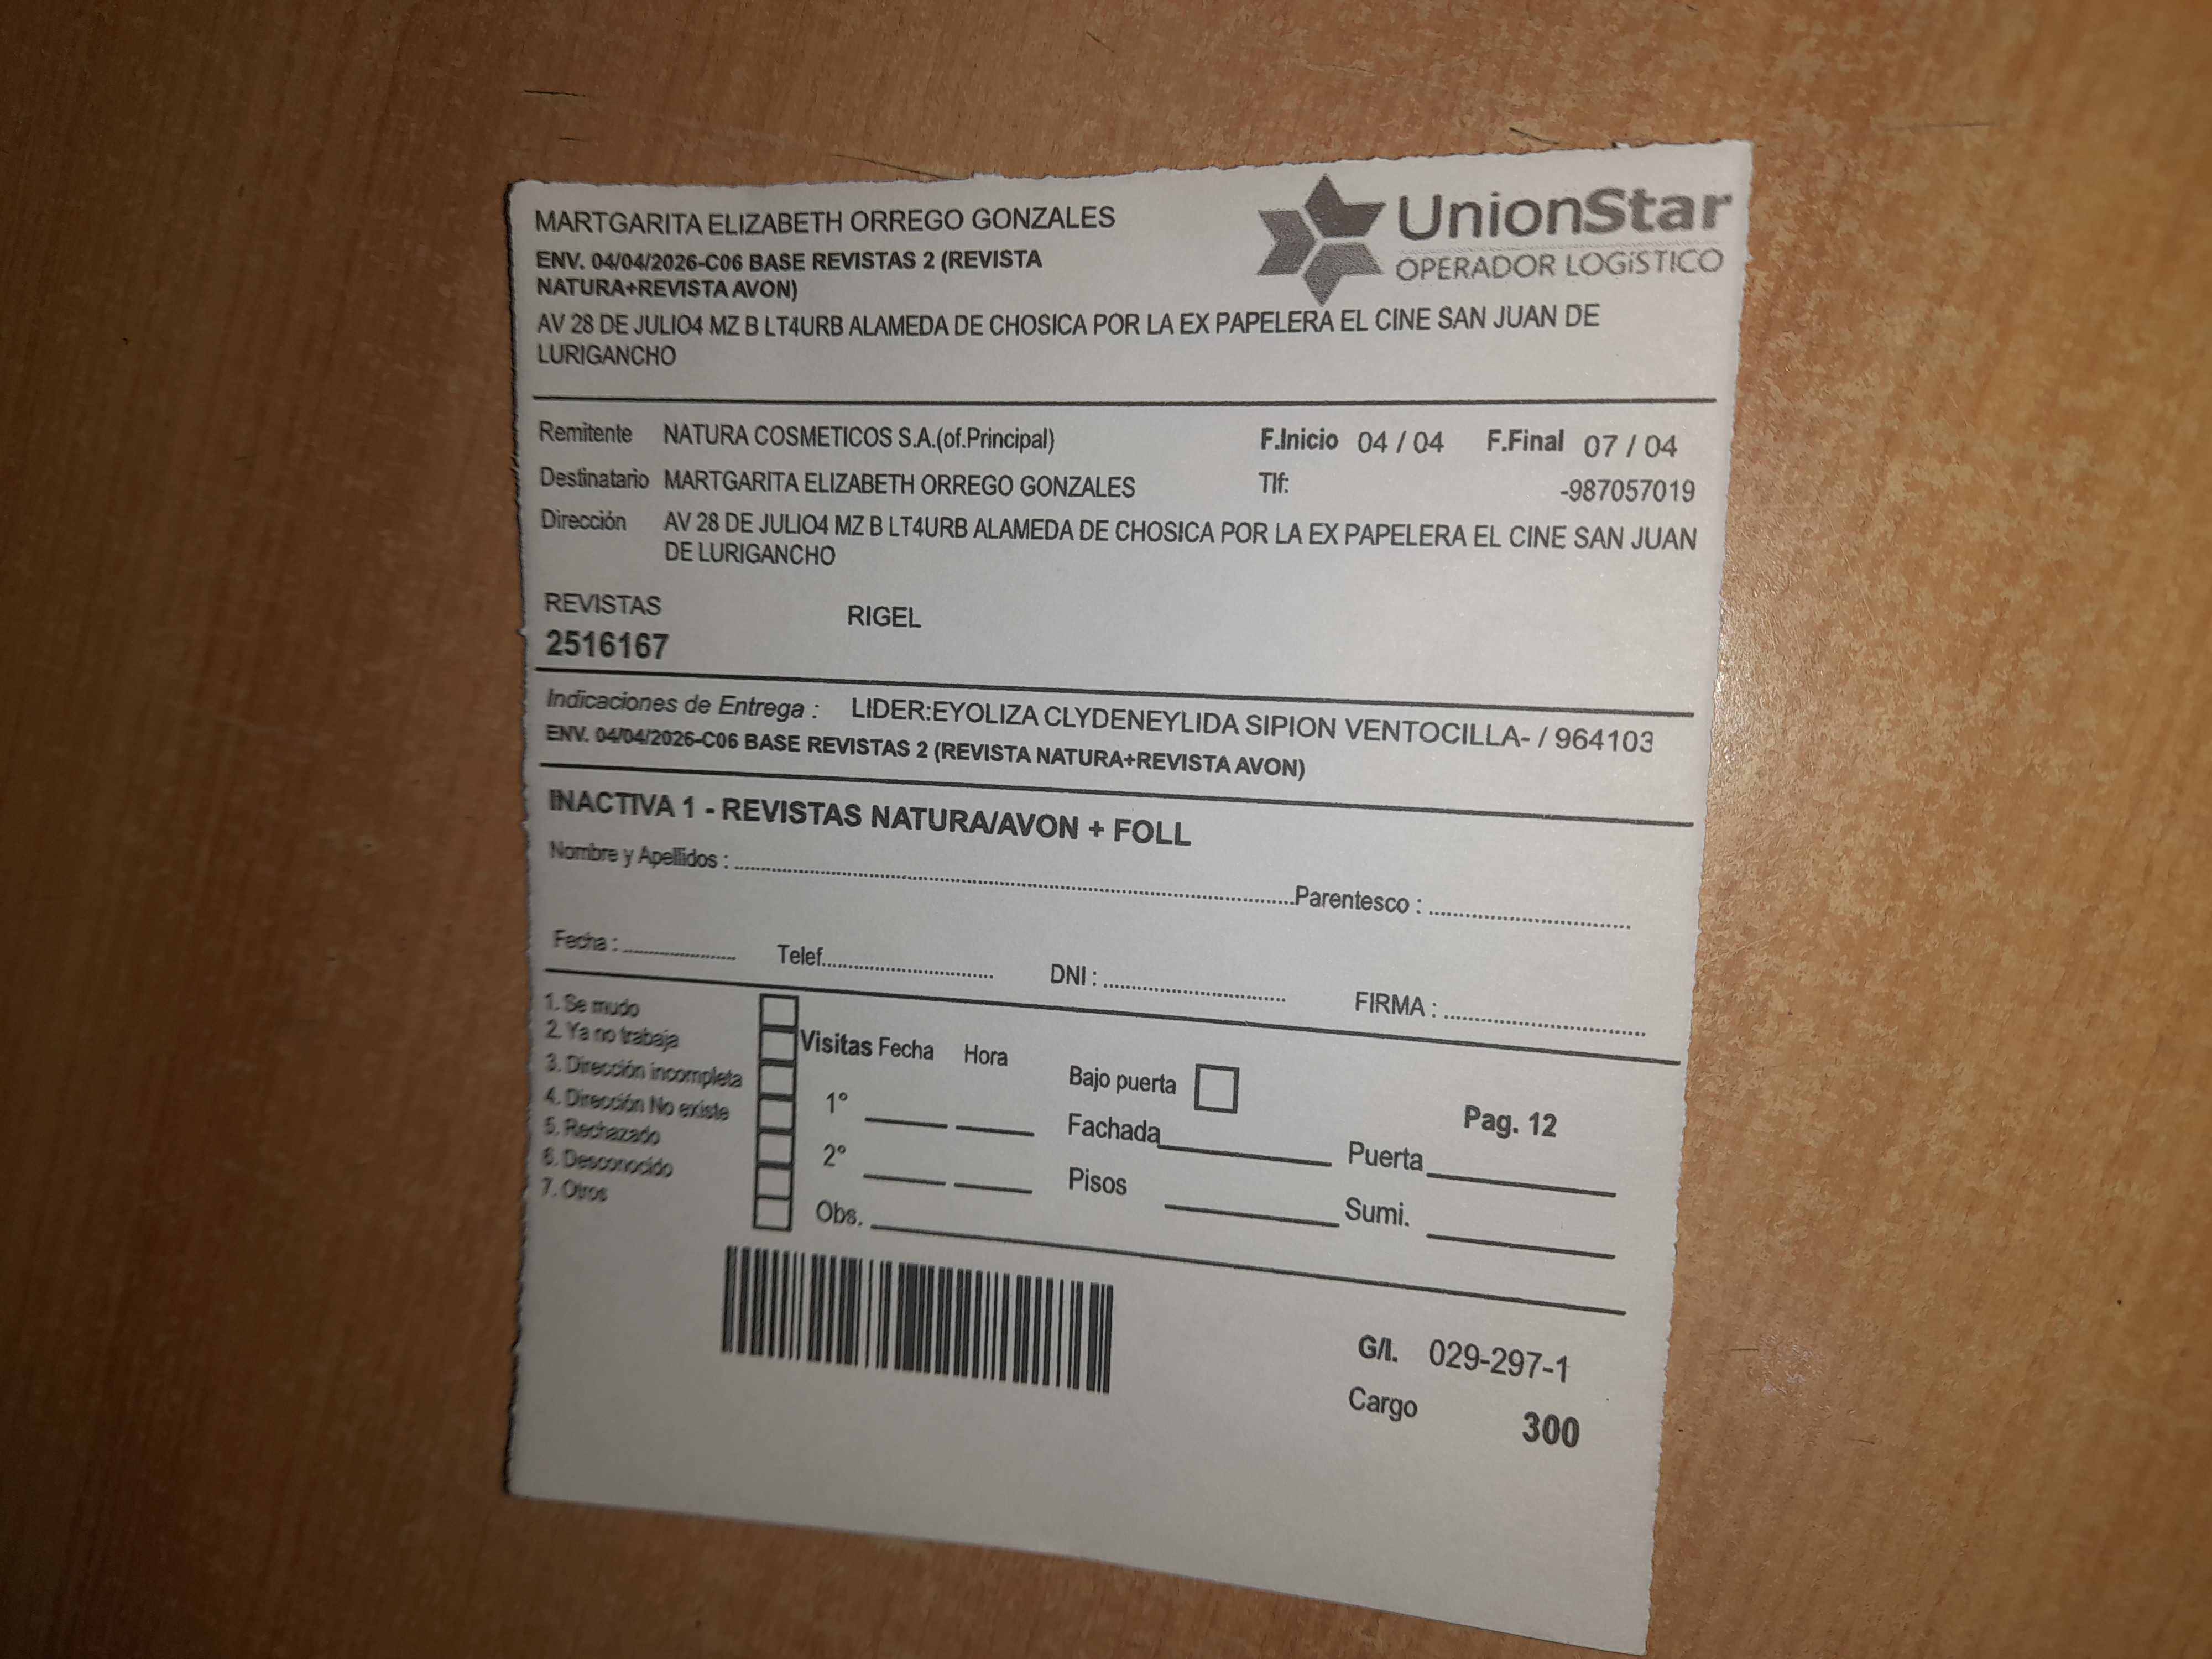 MARTGARITA ELIZABETH ORREGO GONZALES
UnionStar
OPERADOR LOGÍSTICO
ENV. 04/04/2026-C06 BASE REVISTAS 2 (REVISTA
NATURA+REVISTA AVON)
AV 28 DE JULIO4 MZ B LT4URB ALAMEDA DE CHOSICA POR LA EX PAPELERA EL CINE SAN JUAN DE
LURIGANCHO
Remitente NATURA COSMETICOS S.A.(of.Principal) F.Inicio 04 / 04 F.Final 07 / 04
Destinatario MARTGARITA ELIZABETH ORREGO GONZALES Tlf: -987057019
Dirección AV 28 DE JULIO4 MZ B LT4URB ALAMEDA DE CHOSICA POR LA EX PAPELERA EL CINE SAN JUAN
DE LURIGANCHO
REVISTAS RIGEL
2516167
Indicaciones de Entrega : LIDER:EYOLIZA CLYDENEYLIDA SIPION VENTOCILLA- / 964103
ENV. 04/04/2026-C06 BASE REVISTAS 2 (REVISTA NATURA+REVISTA AVON)
INACTIVA 1 - REVISTAS NATURA/AVON + FOLL
Nombre y Apellidos : Parentesco :
Fecha : Telef. DNI : FIRMA :
1. Se mudo
2. Ya no trabaja
3. Dirección incompleta
4. Dirección No existe
5. Rechazado
6. Desconocido
7. Otros
Visitas Fecha Hora Bajo puerta
1° Fachada Pag. 12
2° Pisos Puerta
Obs. Sumi.
G/I. 029-297-1
Cargo 300